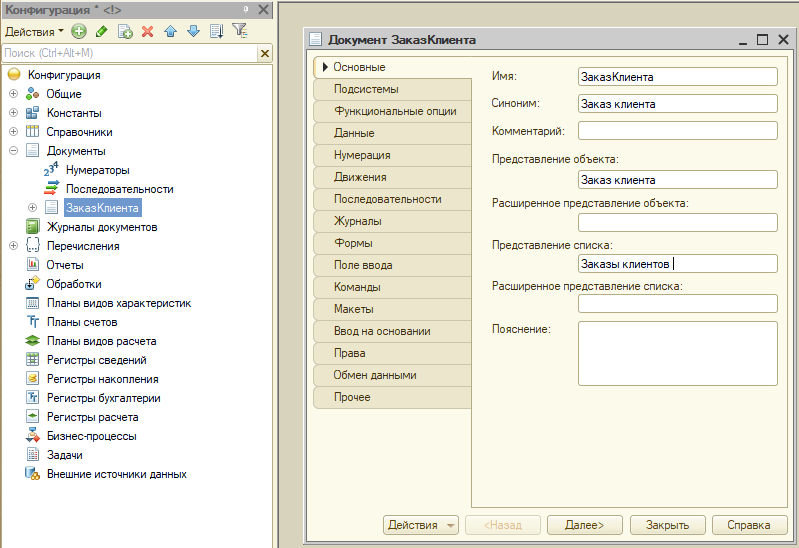 Конфигурация * <!>
Действия
Поиск (Ctrl+Alt+M)
Конфигурация
Общие
Константы
Справочники
Документы
Нумераторы
Последовательности
ЗаказКлиента
Журналы документов
Перечисления
Отчеты
Обработки
Планы видов характеристик
Планы счетов
Планы видов расчета
Регистры сведений
Регистры накопления
Регистры бухгалтерии
Регистры расчета
Бизнес-процессы
Задачи
Внешние источники данных
Документ ЗаказКлиента
Основные
Подсистемы
Функциональные опции
Данные
Нумерация
Движения
Последовательности
Журналы
Формы
Поле ввода
Команды
Макеты
Ввод на основании
Права
Обмен данными
Прочее
Имя: ЗаказКлиента
Синоним: Заказ клиента
Комментарий:
Представление объекта:
Заказ клиента
Расширенное представление объекта:
Представление списка:
Заказы клиентов
Расширенное представление списка:
Пояснение:
Действия <Назад Далее> Закрыть Справка